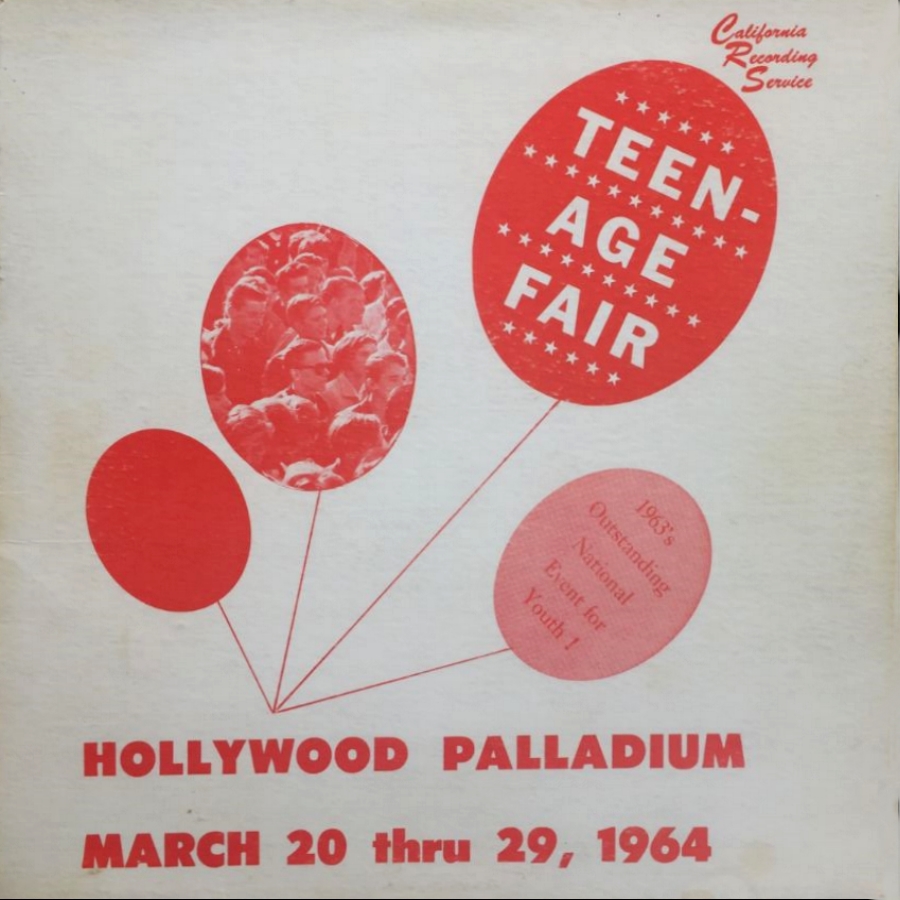 California
Recording
Service
TEEN-
AGE
FAIR
1963's
Outstanding
National
Event for
Youth!
HOLLYWOOD PALLADIUM
MARCH 20 thru 29, 1964